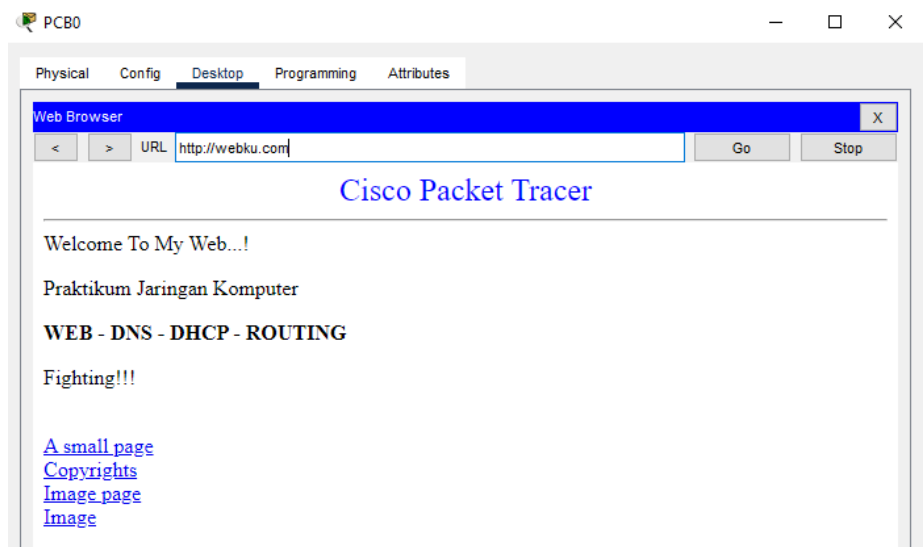 PCB0
Physical Config Desktop Programming Attributes
Web Browser X
< > URL http://webku.com Go Stop
Cisco Packet Tracer
Welcome To My Web...!
Praktikum Jaringan Komputer
WEB - DNS - DHCP - ROUTING
Fighting!!!
A small page
Copyrights
Image page
Image